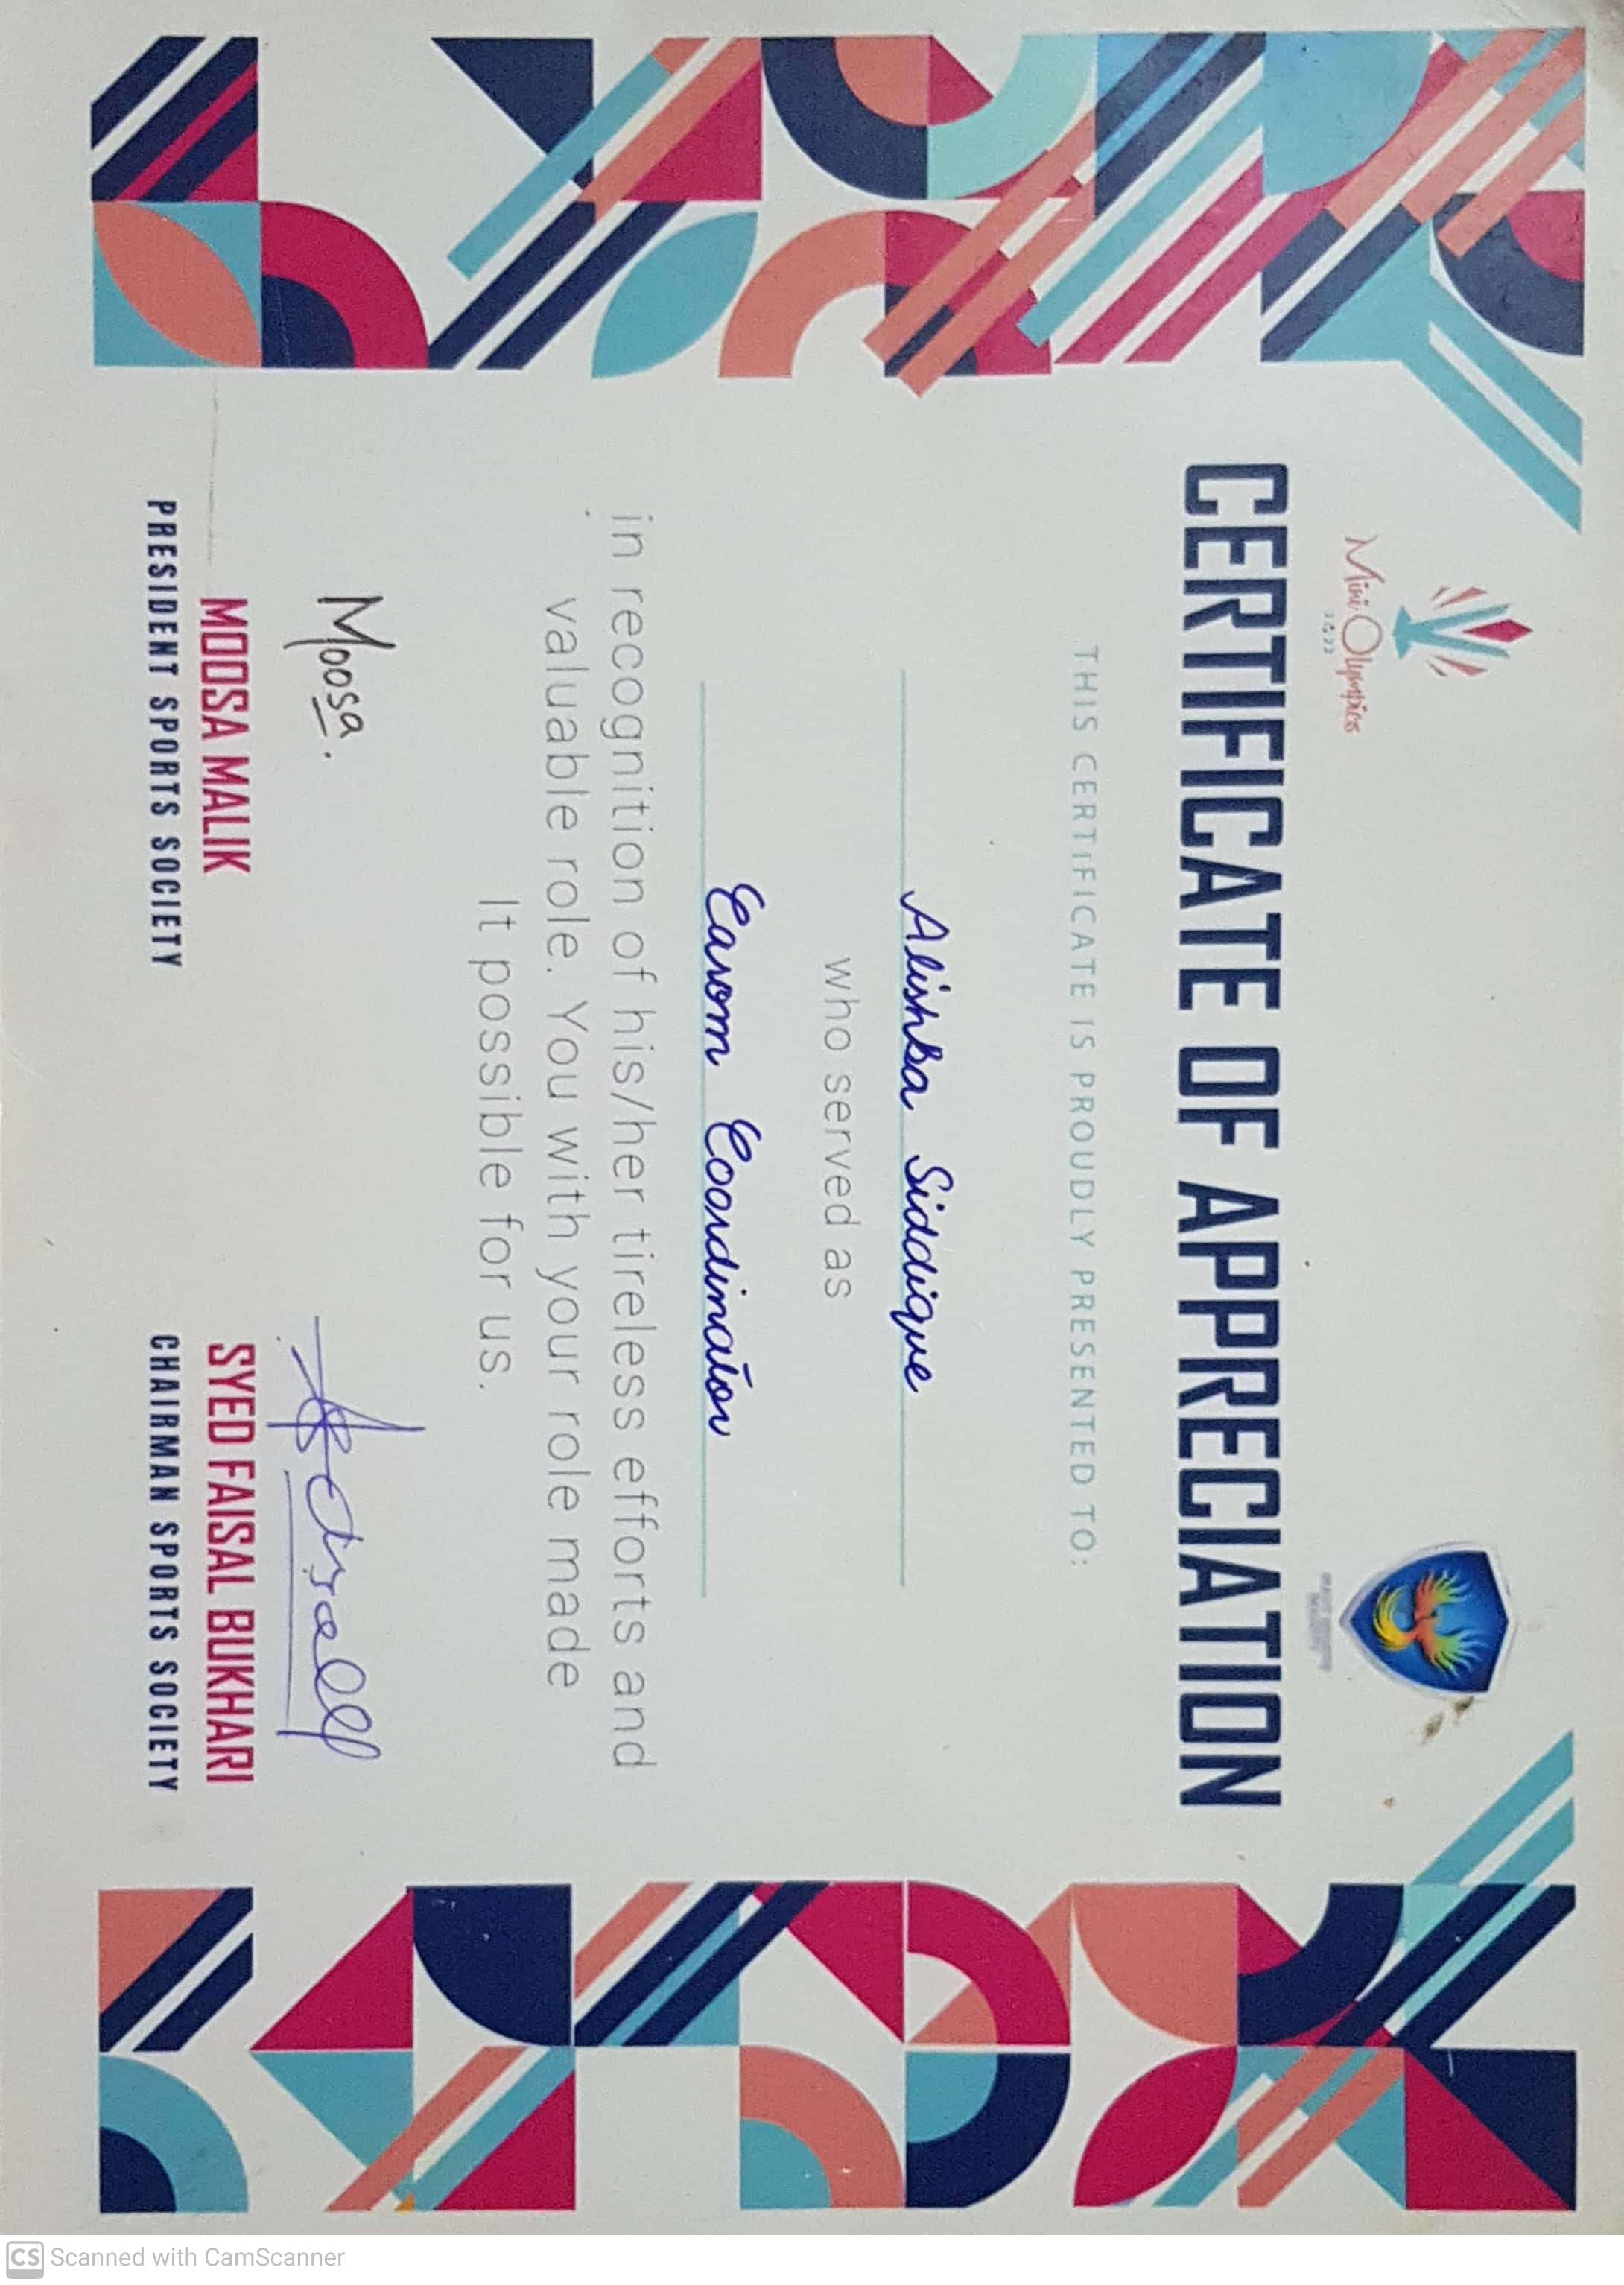 Mini Olympics
2022
CERTIFICATE OF APPRECIATION
THIS CERTIFICATE IS PROUDLY PRESENTED TO:
Alishba Siddique
who served as
Carom Coordinator
in recognition of his/her tireless efforts and
valuable role. You with your role made
It possible for us.
Moosa.
MOOSA MALIK
PRESIDENT SPORTS SOCIETY
SYED FAISAL BUKHARI
CHAIRMAN SPORTS SOCIETY
CS Scanned with CamScanner